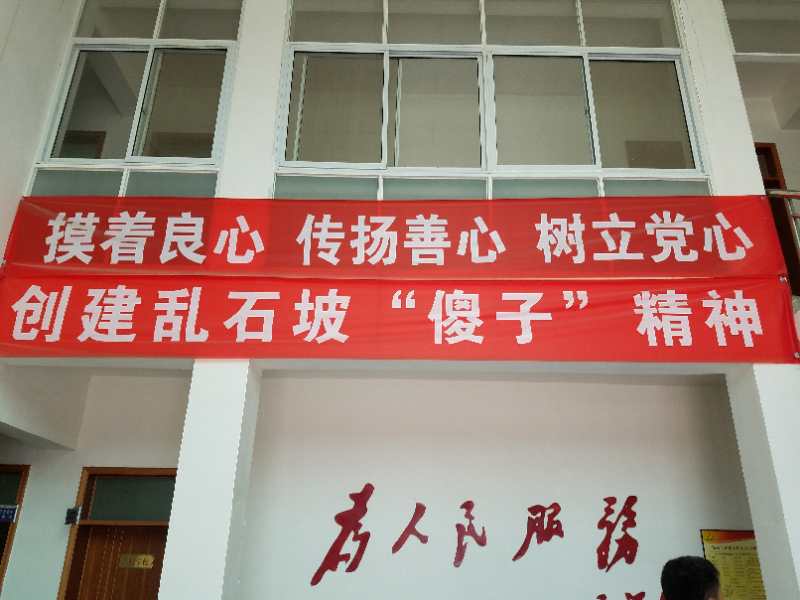 摸着良心 传扬善心 树立党心
创建乱石坡“傻子”精神
为人民服务